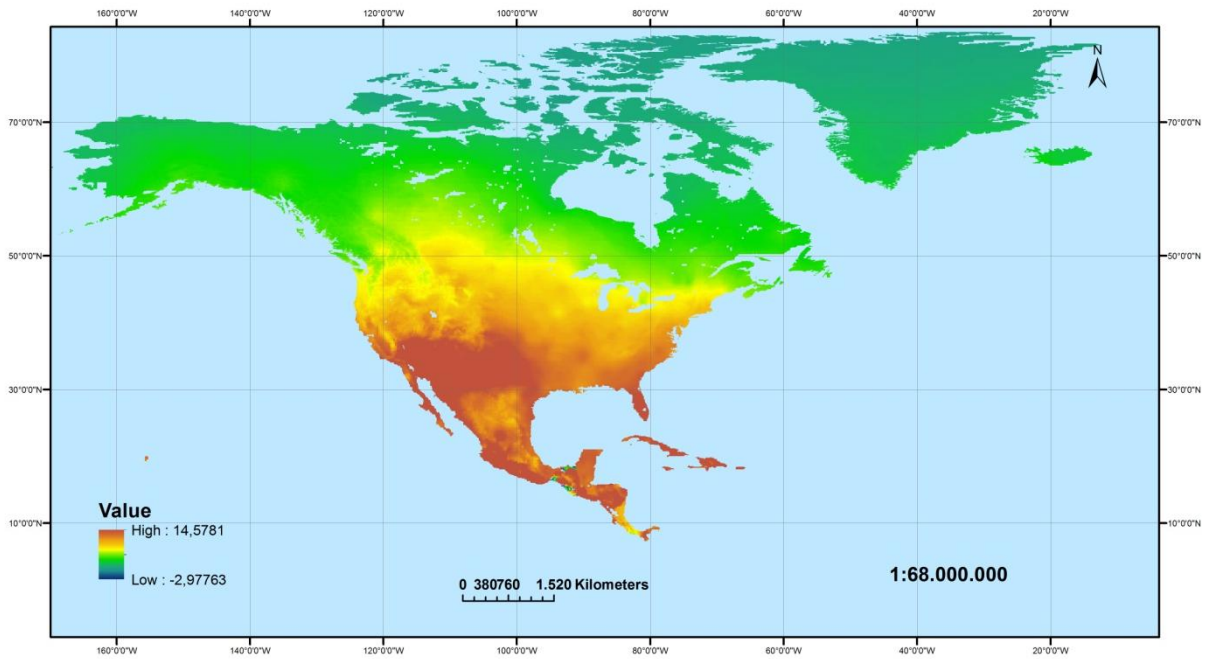 160°0'0"W 140°0'0"W 120°0'0"W 100°0'0"W 80°0'0"W 60°0'0"W 40°0'0"W 20°0'0"W
N
70°0'0"N 70°0'0"N
50°0'0"N 50°0'0"N
30°0'0"N 30°0'0"N
Value
High : 14,5781
10°0'0"N 10°0'0"N
Low : -2,97763
0 380760 1.520 Kilometers
1:68.000.000
160°0'0"W 140°0'0"W 120°0'0"W 100°0'0"W 80°0'0"W 60°0'0"W 40°0'0"W 20°0'0"W